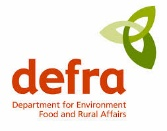 defra
Department for Environment
Food and Rural Affairs